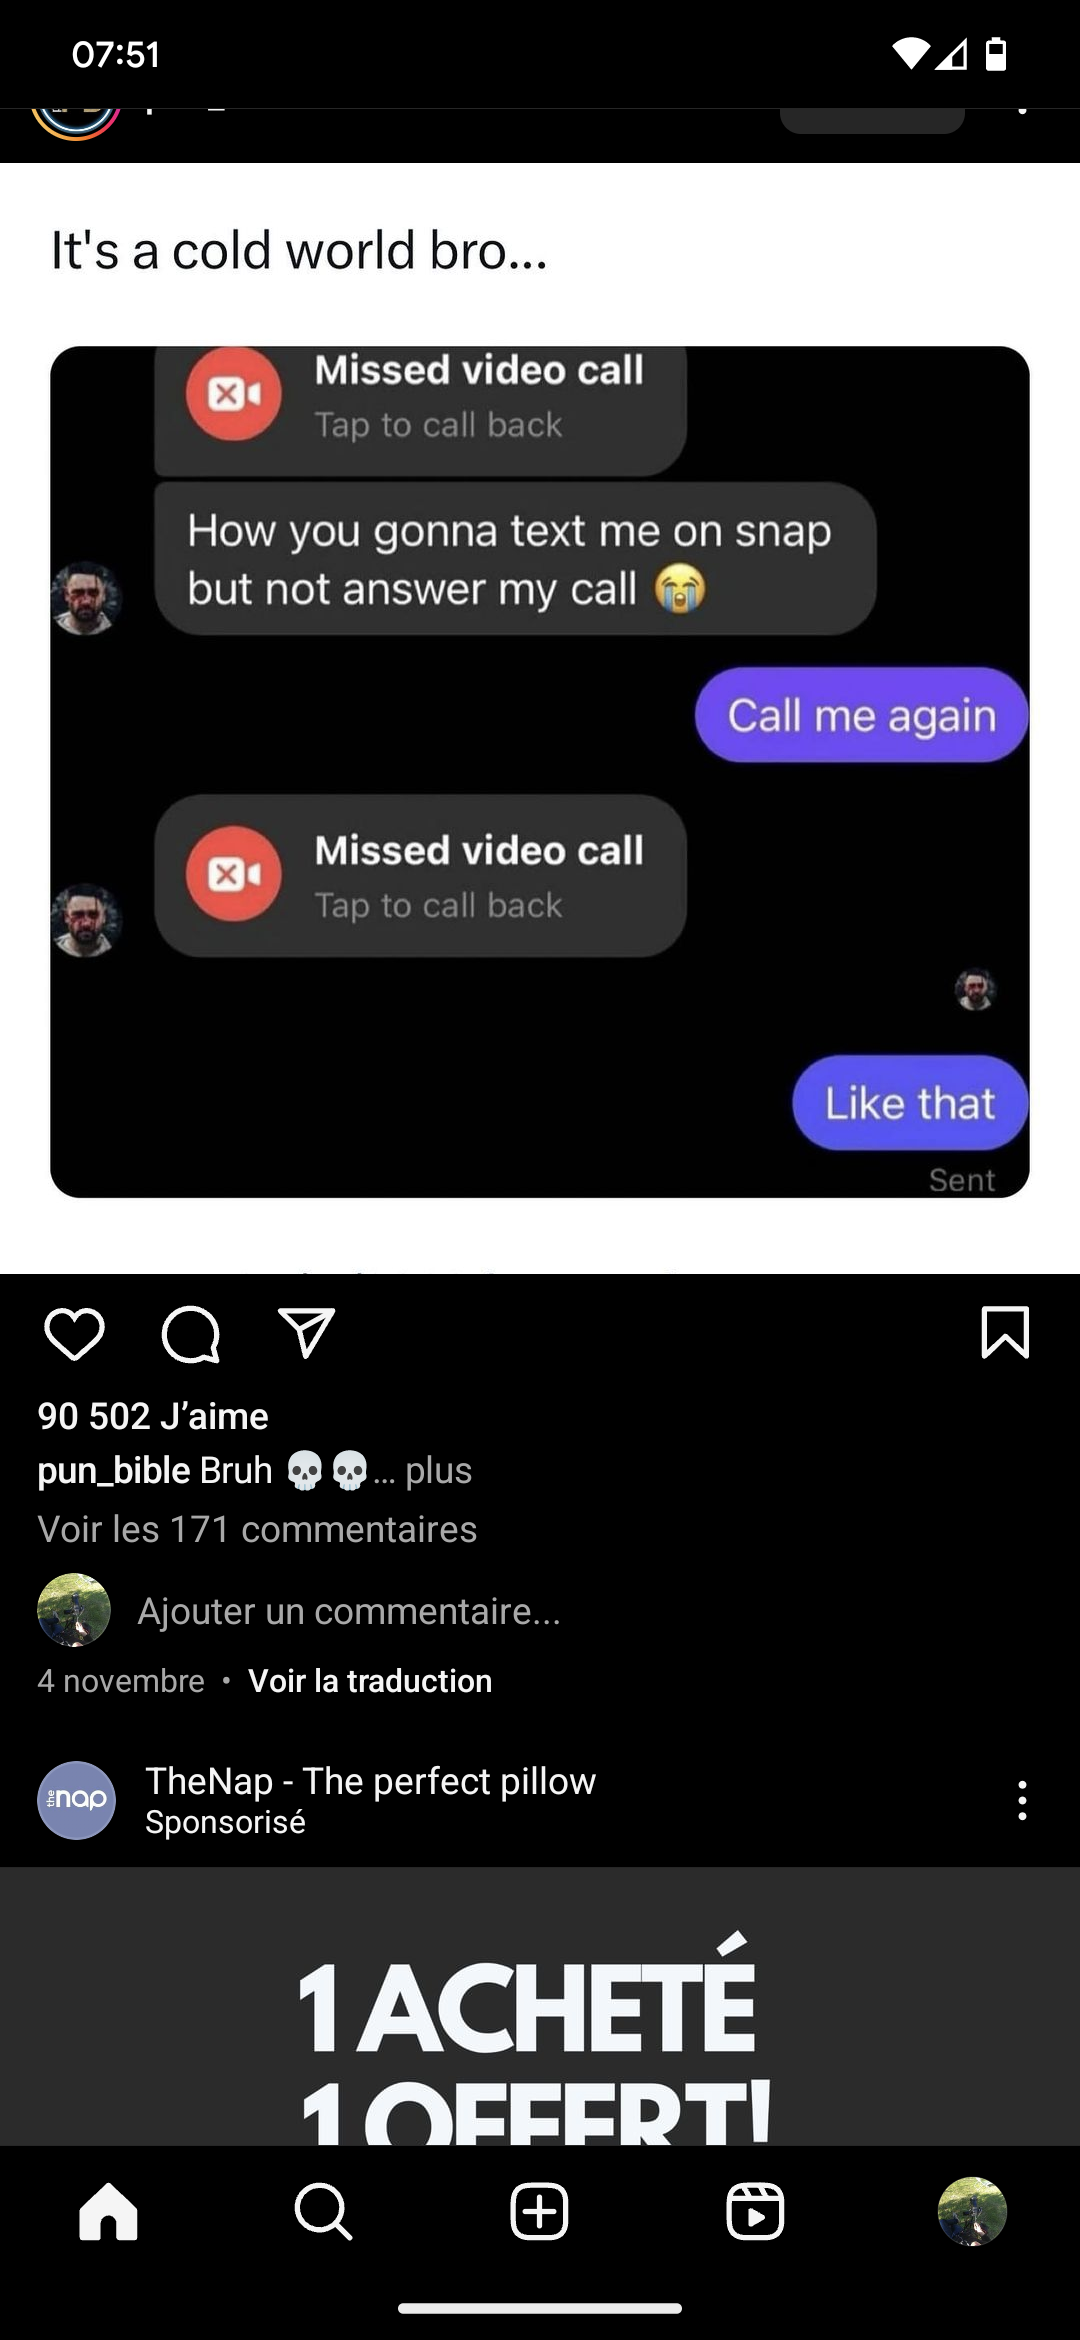 07:51
It's a cold world bro...
Missed video call
Tap to call back
How you gonna text me on snap
but not answer my call 😭
Call me again
Missed video call
Tap to call back
Like that
Sent
90 502 J’aime
pun_bible Bruh 💀💀... plus
Voir les 171 commentaires
Ajouter un commentaire...
4 novembre • Voir la traduction
the nap
TheNap - The perfect pillow
Sponsorisé
1 ACHETÉ
1 OFFERT!